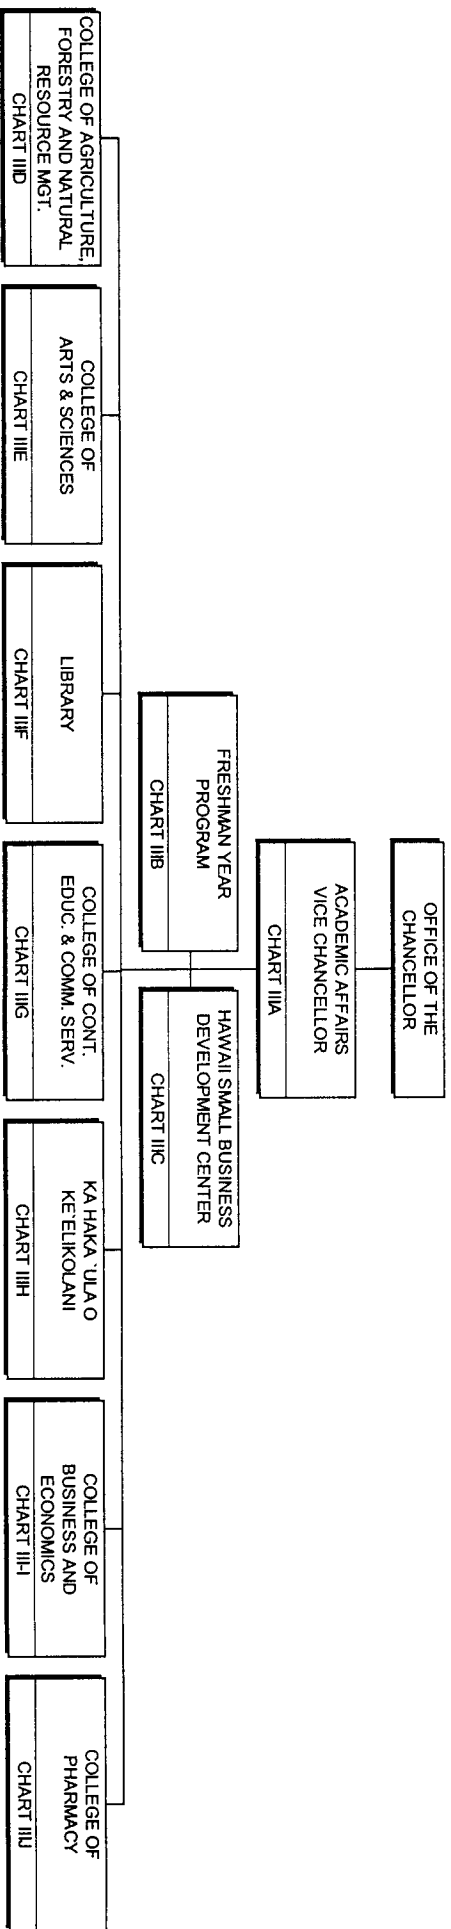 OFFICE OF THE
CHANCELLOR
ACADEMIC AFFAIRS
VICE CHANCELLOR
CHART IIIA
FRESHMAN YEAR
PROGRAM
CHART IIIB
HAWAII SMALL BUSINESS
DEVELOPMENT CENTER
CHART IIIC
COLLEGE OF AGRICULTURE,
FORESTRY AND NATURAL
RESOURCE MGT.
CHART IIID
COLLEGE OF
ARTS & SCIENCES
CHART IIIE
LIBRARY
CHART IIIF
COLLEGE OF CONT.
EDUC. & COMM. SERV.
CHART IIIG
KA HAKA `ULA O
KE`ELIKOLANI
CHART IIIH
COLLEGE OF
BUSINESS AND
ECONOMICS
CHART III-I
COLLEGE OF
PHARMACY
CHART IIIJ